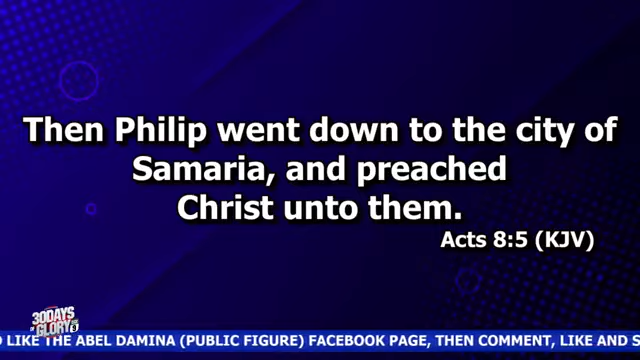 Then Philip went down to the city of
Samaria, and preached
Christ unto them.
Acts 8:5 (KJV)
30DAYS
OF
GLORY
LIKE THE ABEL DAMINA (PUBLIC FIGURE) FACEBOOK PAGE, THEN COMMENT, LIKE AND S